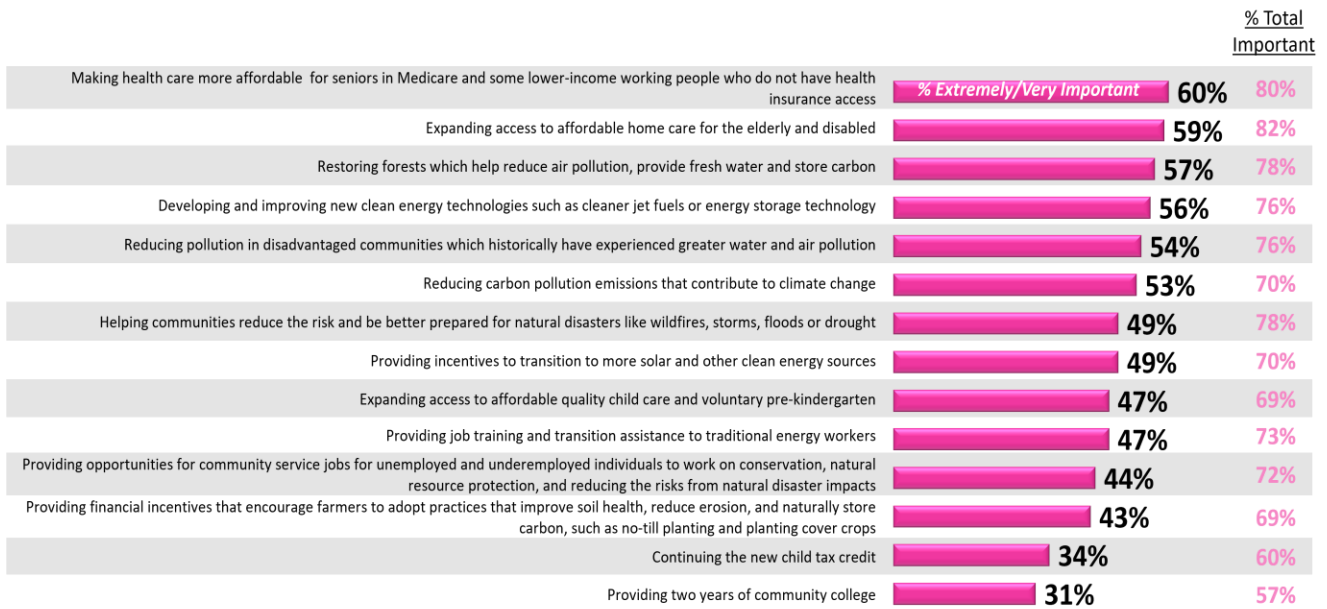 % Total
Important
Making health care more affordable for seniors in Medicare and some lower-income working people who do not have health
insurance access
% Extremely/Very Important
60%
80%
Expanding access to affordable home care for the elderly and disabled
59%
82%
Restoring forests which help reduce air pollution, provide fresh water and store carbon
57%
78%
Developing and improving new clean energy technologies such as cleaner jet fuels or energy storage technology
56%
76%
Reducing pollution in disadvantaged communities which historically have experienced greater water and air pollution
54%
76%
Reducing carbon pollution emissions that contribute to climate change
53%
70%
Helping communities reduce the risk and be better prepared for natural disasters like wildfires, storms, floods or drought
49%
78%
Providing incentives to transition to more solar and other clean energy sources
49%
70%
Expanding access to affordable quality child care and voluntary pre-kindergarten
47%
69%
Providing job training and transition assistance to traditional energy workers
47%
73%
Providing opportunities for community service jobs for unemployed and underemployed individuals to work on conservation, natural
resource protection, and reducing the risks from natural disaster impacts
44%
72%
Providing financial incentives that encourage farmers to adopt practices that improve soil health, reduce erosion, and naturally store
carbon, such as no-till planting and planting cover crops
43%
69%
Continuing the new child tax credit
34%
60%
Providing two years of community college
31%
57%